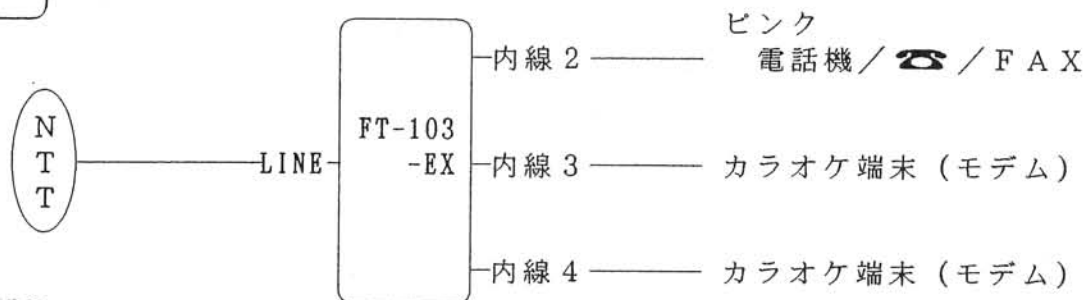 ピンク
内線2 電話機/☎/FAX
NTT LINE FT-103
-EX 内線3 カラオケ端末(モデム)
内線4 カラオケ端末(モデム)